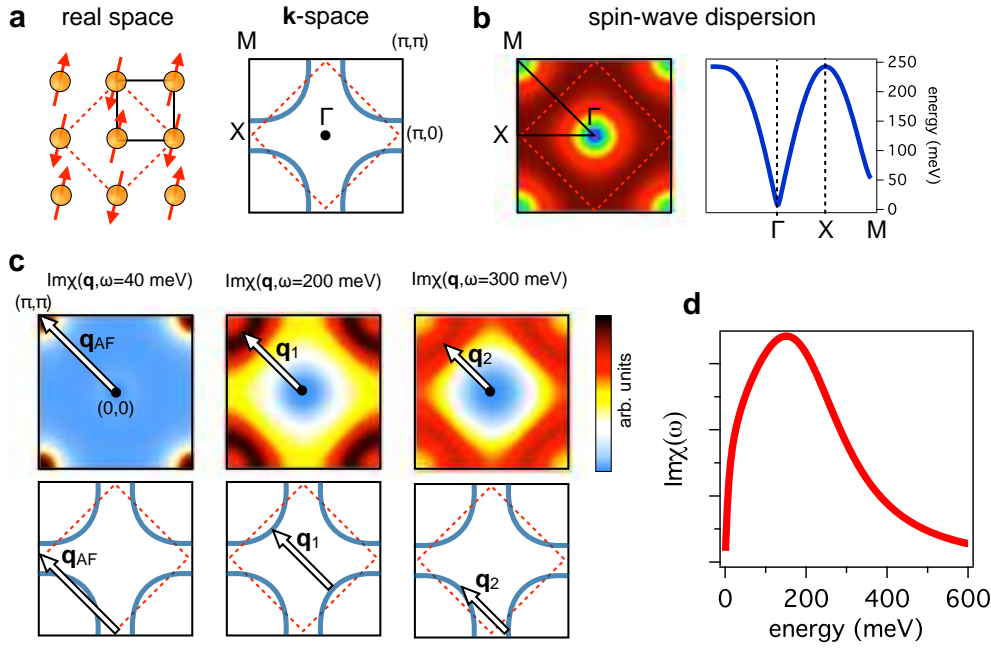 a
real space
k-space
M
(π,π)
X
Γ
(π,0)
b
spin-wave dispersion
M
X
Γ
250
200
150
100
50
0
energy (meV)
Γ
X
M
c
Imχ(q,ω=40 meV)
Imχ(q,ω=200 meV)
Imχ(q,ω=300 meV)
(π,π)
qAF
(0,0)
q1
q2
arb. units
qAF
q1
q2
d
Imχ(ω)
0
200
400
600
energy (meV)